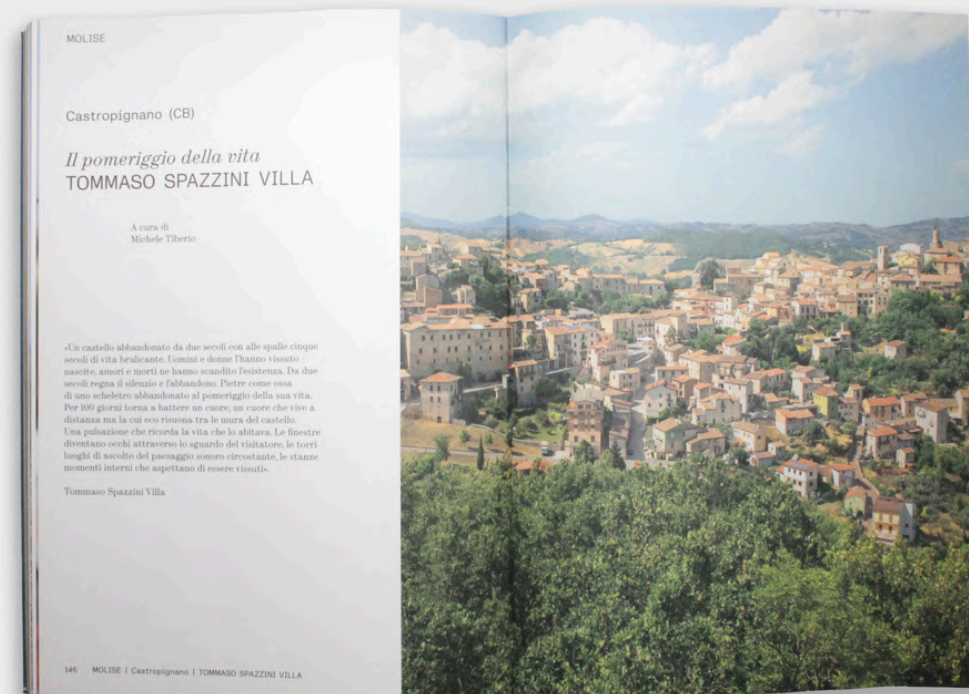 MOLISE
Castropignano (CB)
Il pomeriggio della vita
TOMMASO SPAZZINI VILLA
A cura di
Michele Tiberio
«Un castello abbandonato da due secoli con alle spalle cinque
secoli di vita brulicante. Uomini e donne l'hanno vissuto –
nascite, amori e morti ne hanno scandito l'esistenza. Da due
secoli regna il silenzio e l'abbandono. Pietre come ossa
di uno scheletro abbandonato al pomeriggio della sua vita.
Per 100 giorni torna a battere un cuore, un cuore che vive a
distanza ma la cui eco risuona tra le mura del castello.
Una pulsazione che ricorda la vita che lo abitava. Le finestre
diventano occhi attraverso lo sguardo del visitatore, le torri
luoghi di ascolto del paesaggio sonoro circostante, le stanze
momenti interni che aspettano di essere vissuti».
Tommaso Spazzini Villa
146 MOLISE | Castropignano | TOMMASO SPAZZINI VILLA